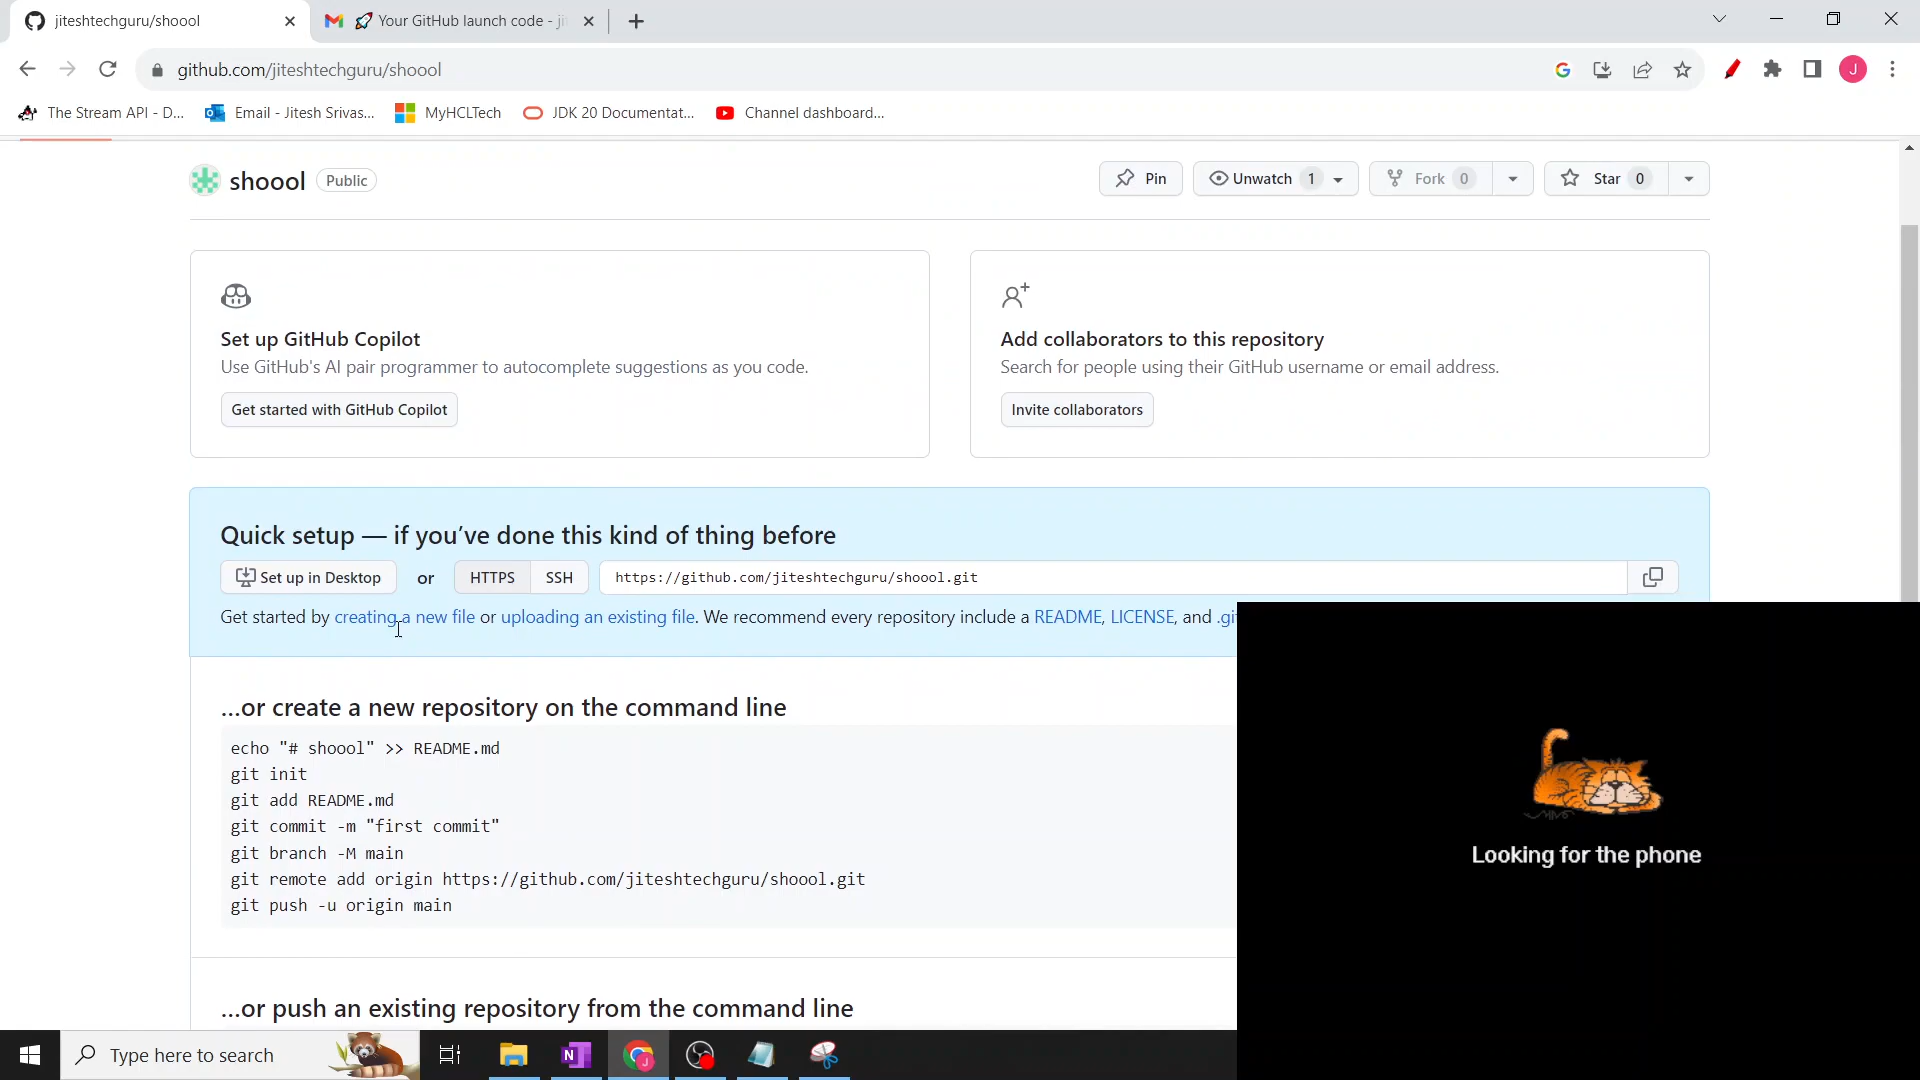 jiteshtechguru/shoool
🚀 Your GitHub launch code - ji
github.com/jiteshtechguru/shoool
J
The Stream API - D...
Email - Jitesh Srivas...
MyHCLTech
JDK 20 Documentat...
Channel dashboard...
shoool Public
Pin
Unwatch 1
Fork 0
Star 0
Set up GitHub Copilot
Use GitHub's AI pair programmer to autocomplete suggestions as you code.
Get started with GitHub Copilot
Add collaborators to this repository
Search for people using their GitHub username or email address.
Invite collaborators
Quick setup — if you've done this kind of thing before
Set up in Desktop or HTTPS SSH https://github.com/jiteshtechguru/shoool.git
Get started by creating a new file or uploading an existing file. We recommend every repository include a README, LICENSE, and .gi
...or create a new repository on the command line
echo "# shoool" >> README.md
git init
git add README.md
git commit -m "first commit"
git branch -M main
git remote add origin https://github.com/jiteshtechguru/shoool.git
git push -u origin main
...or push an existing repository from the command line
Looking for the phone
Type here to search